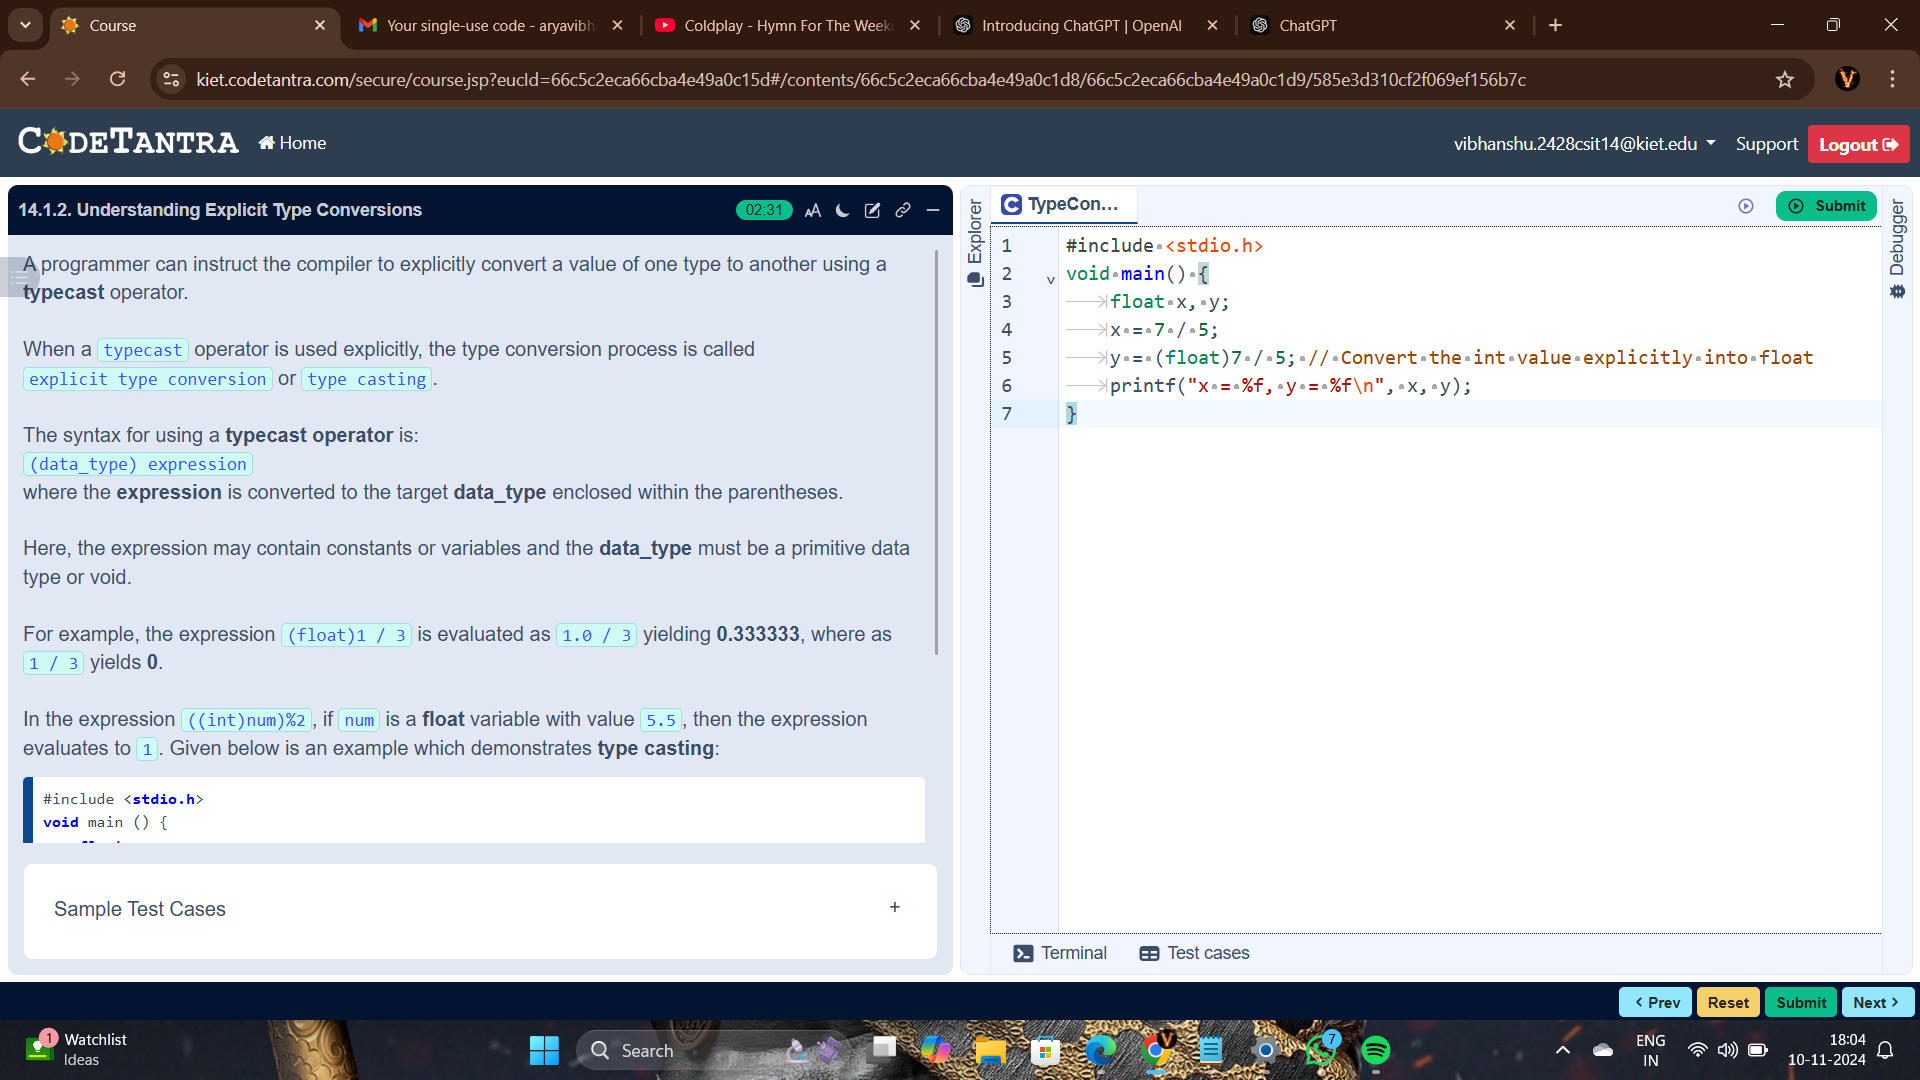 Course
Your single-use code - aryavibh
Coldplay - Hymn For The Week
Introducing ChatGPT | OpenAI
ChatGPT
kiet.codetantra.com/secure/course.jsp?eucId=66c5c2eca66cba4e49a0c15d#/contents/66c5c2eca66cba4e49a0c1d8/66c5c2eca66cba4e49a0c1d9/585e3d310cf2f069ef156b7c
CODETANTRA
Home
vibhanshu.2428csit14@kiet.edu
Support
Logout
14.1.2. Understanding Explicit Type Conversions
02:31
AA
A programmer can instruct the compiler to explicitly convert a value of one type to another using a
typecast operator.
When a typecast operator is used explicitly, the type conversion process is called
explicit type conversion or type casting.
The syntax for using a typecast operator is:
(data_type) expression
where the expression is converted to the target data_type enclosed within the parentheses.
Here, the expression may contain constants or variables and the data_type must be a primitive data
type or void.
For example, the expression (float)1 / 3 is evaluated as 1.0 / 3 yielding 0.333333, where as
1 / 3 yields 0.
In the expression ((int)num)%2, if num is a float variable with value 5.5, then the expression
evaluates to 1. Given below is an example which demonstrates type casting:
#include <stdio.h>
void main () {
Sample Test Cases
+
Explorer
C TypeCon...
Submit
Debugger
1 #include <stdio.h>
2 void main() {
3 float x, y;
4 x = 7 / 5;
5 y = (float)7 / 5; // Convert the int value explicitly into float
6 printf("x = %f, y = %f\n", x, y);
7 }
Terminal
Test cases
< Prev
Reset
Submit
Next >
1
Watchlist
Ideas
Search
7
ENG
IN
18:04
10-11-2024